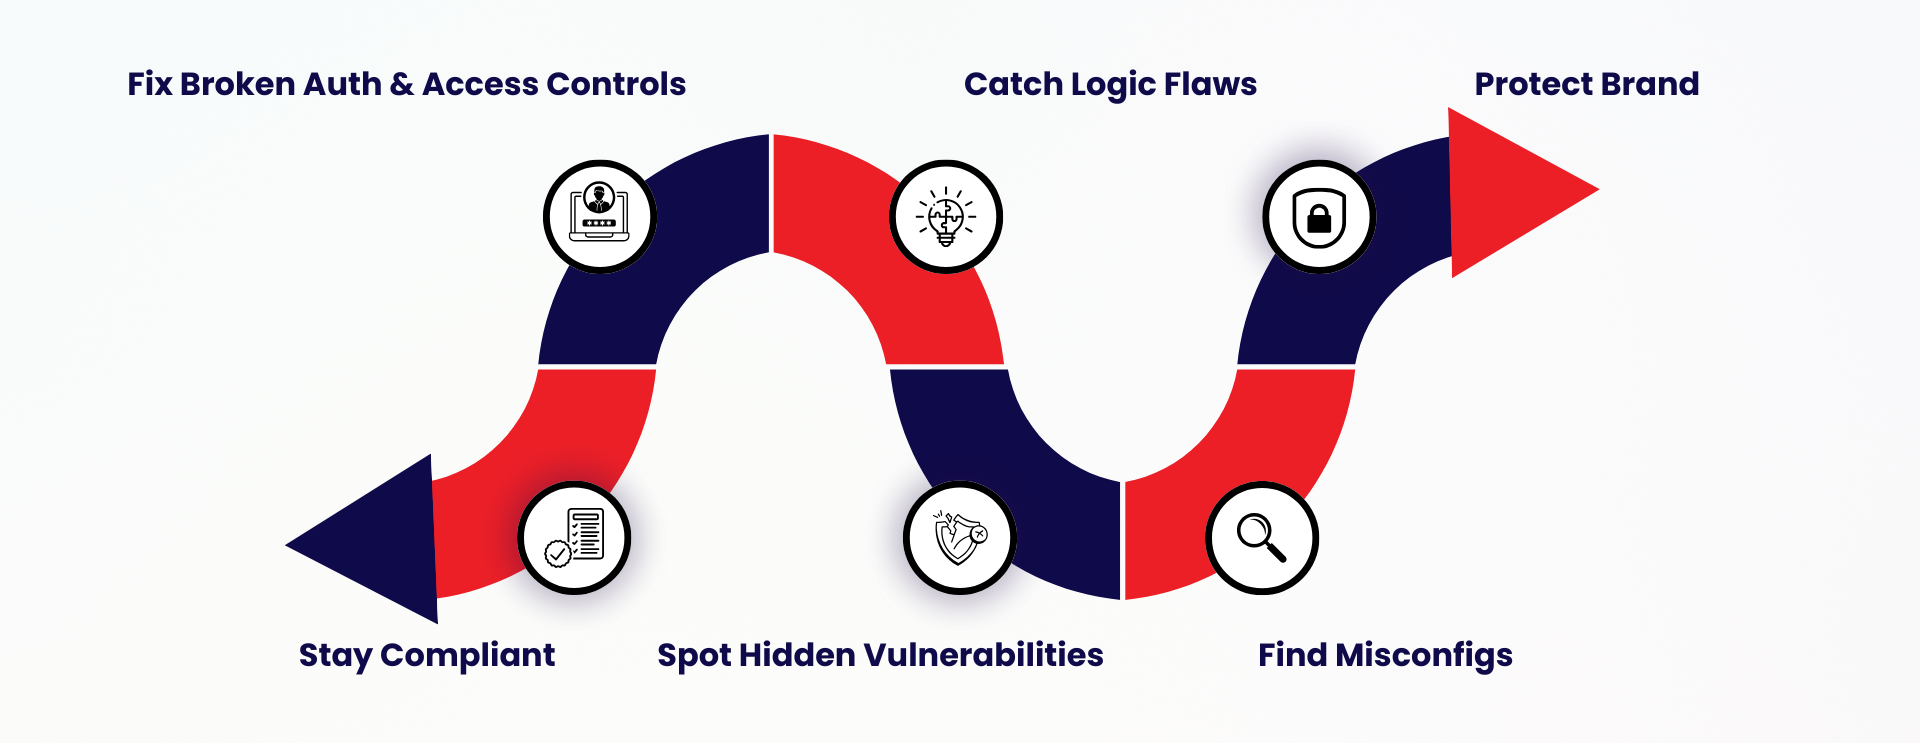 Fix Broken Auth & Access Controls
Catch Logic Flaws
Protect Brand
Stay Compliant
Spot Hidden Vulnerabilities
Find Misconfigs